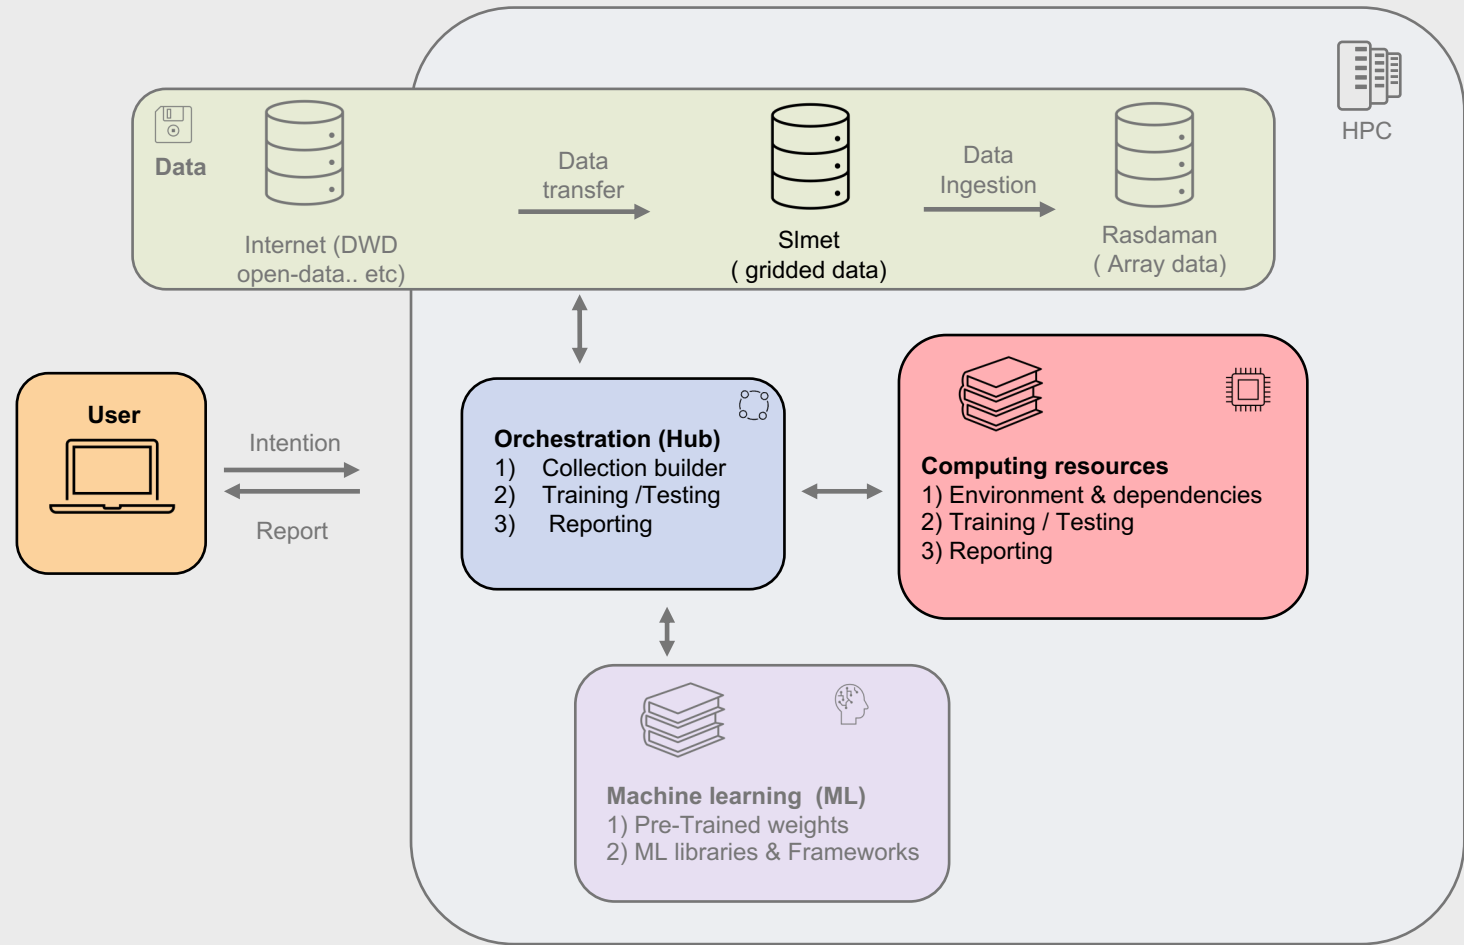 HPC
Data
Data
transfer
Data
Ingestion
Internet (DWD
open-data.. etc)
Slmet
( gridded data)
Rasdaman
( Array data)
User
Intention
Report
Orchestration (Hub)
1) Collection builder
2) Training /Testing
3) Reporting
Computing resources
1) Environment & dependencies
2) Training / Testing
3) Reporting
Machine learning (ML)
1) Pre-Trained weights
2) ML libraries & Frameworks